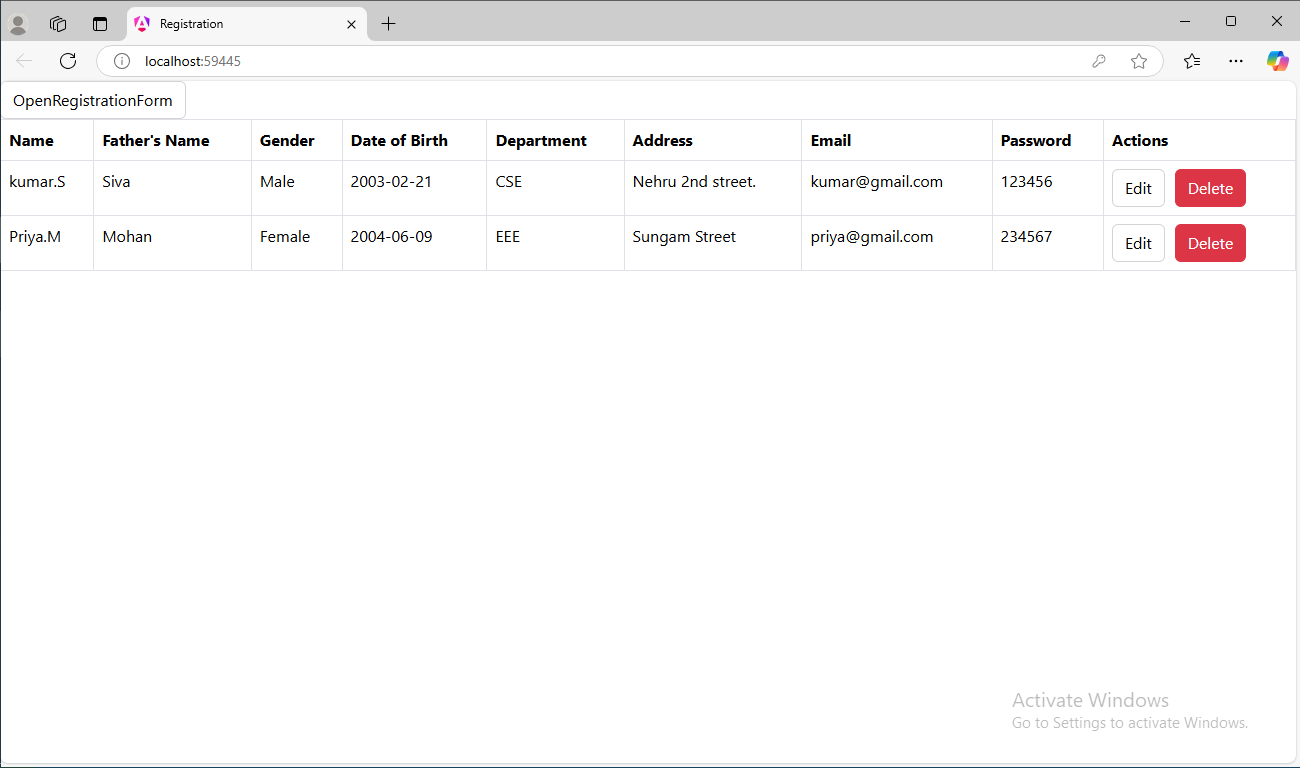 Registration
localhost:59445
OpenRegistrationForm
Name Father's Name Gender Date of Birth Department Address Email Password Actions
kumar.S Siva Male 2003-02-21 CSE Nehru 2nd street. kumar@gmail.com 123456 Edit Delete
Priya.M Mohan Female 2004-06-09 EEE Sungam Street priya@gmail.com 234567 Edit Delete
Activate Windows
Go to Settings to activate Windows.